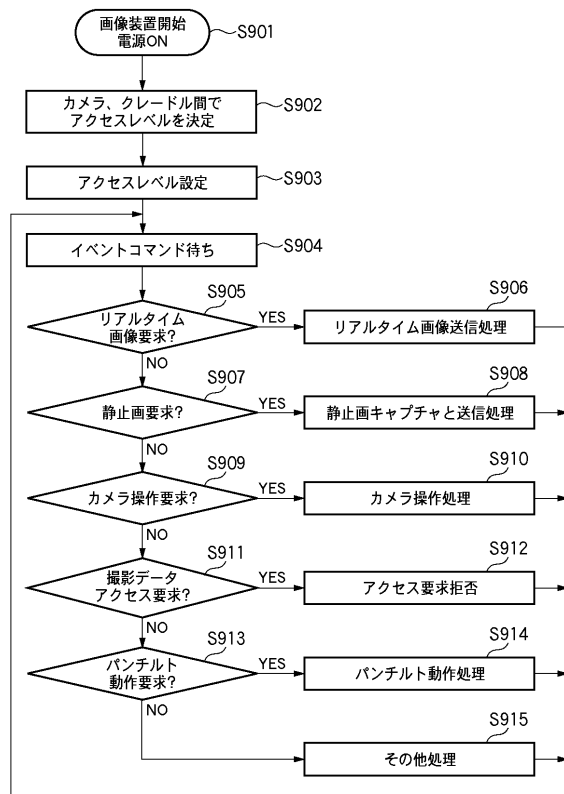 画像装置開始
電源ON
S901
カメラ、クレードル間で
アクセスレベルを決定
S902
アクセスレベル設定
S903
イベントコマンド待ち
S904
リアルタイム
画像要求?
S905
YES
NO
リアルタイム画像送信処理
S906
静止画要求?
S907
YES
NO
静止画キャプチャと送信処理
S908
カメラ操作要求?
S909
YES
NO
カメラ操作処理
S910
撮影データ
アクセス要求?
S911
YES
NO
アクセス要求拒否
S912
パンチルト
動作要求?
S913
YES
NO
パンチルト動作処理
S914
その他処理
S915